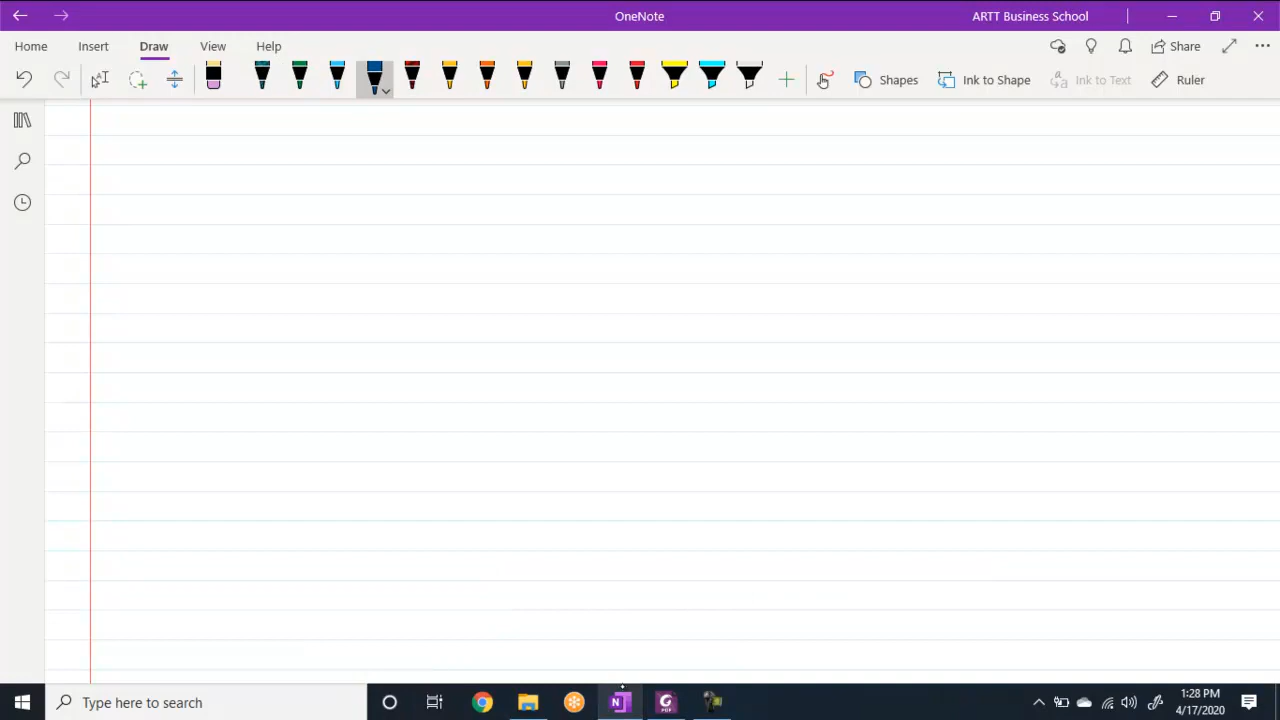 OneNote
ARTT Business School
Home Insert Draw View Help
Share
Shapes
Ink to Shape
Ink to Text
Ruler
Type here to search
1:28 PM
4/17/2020